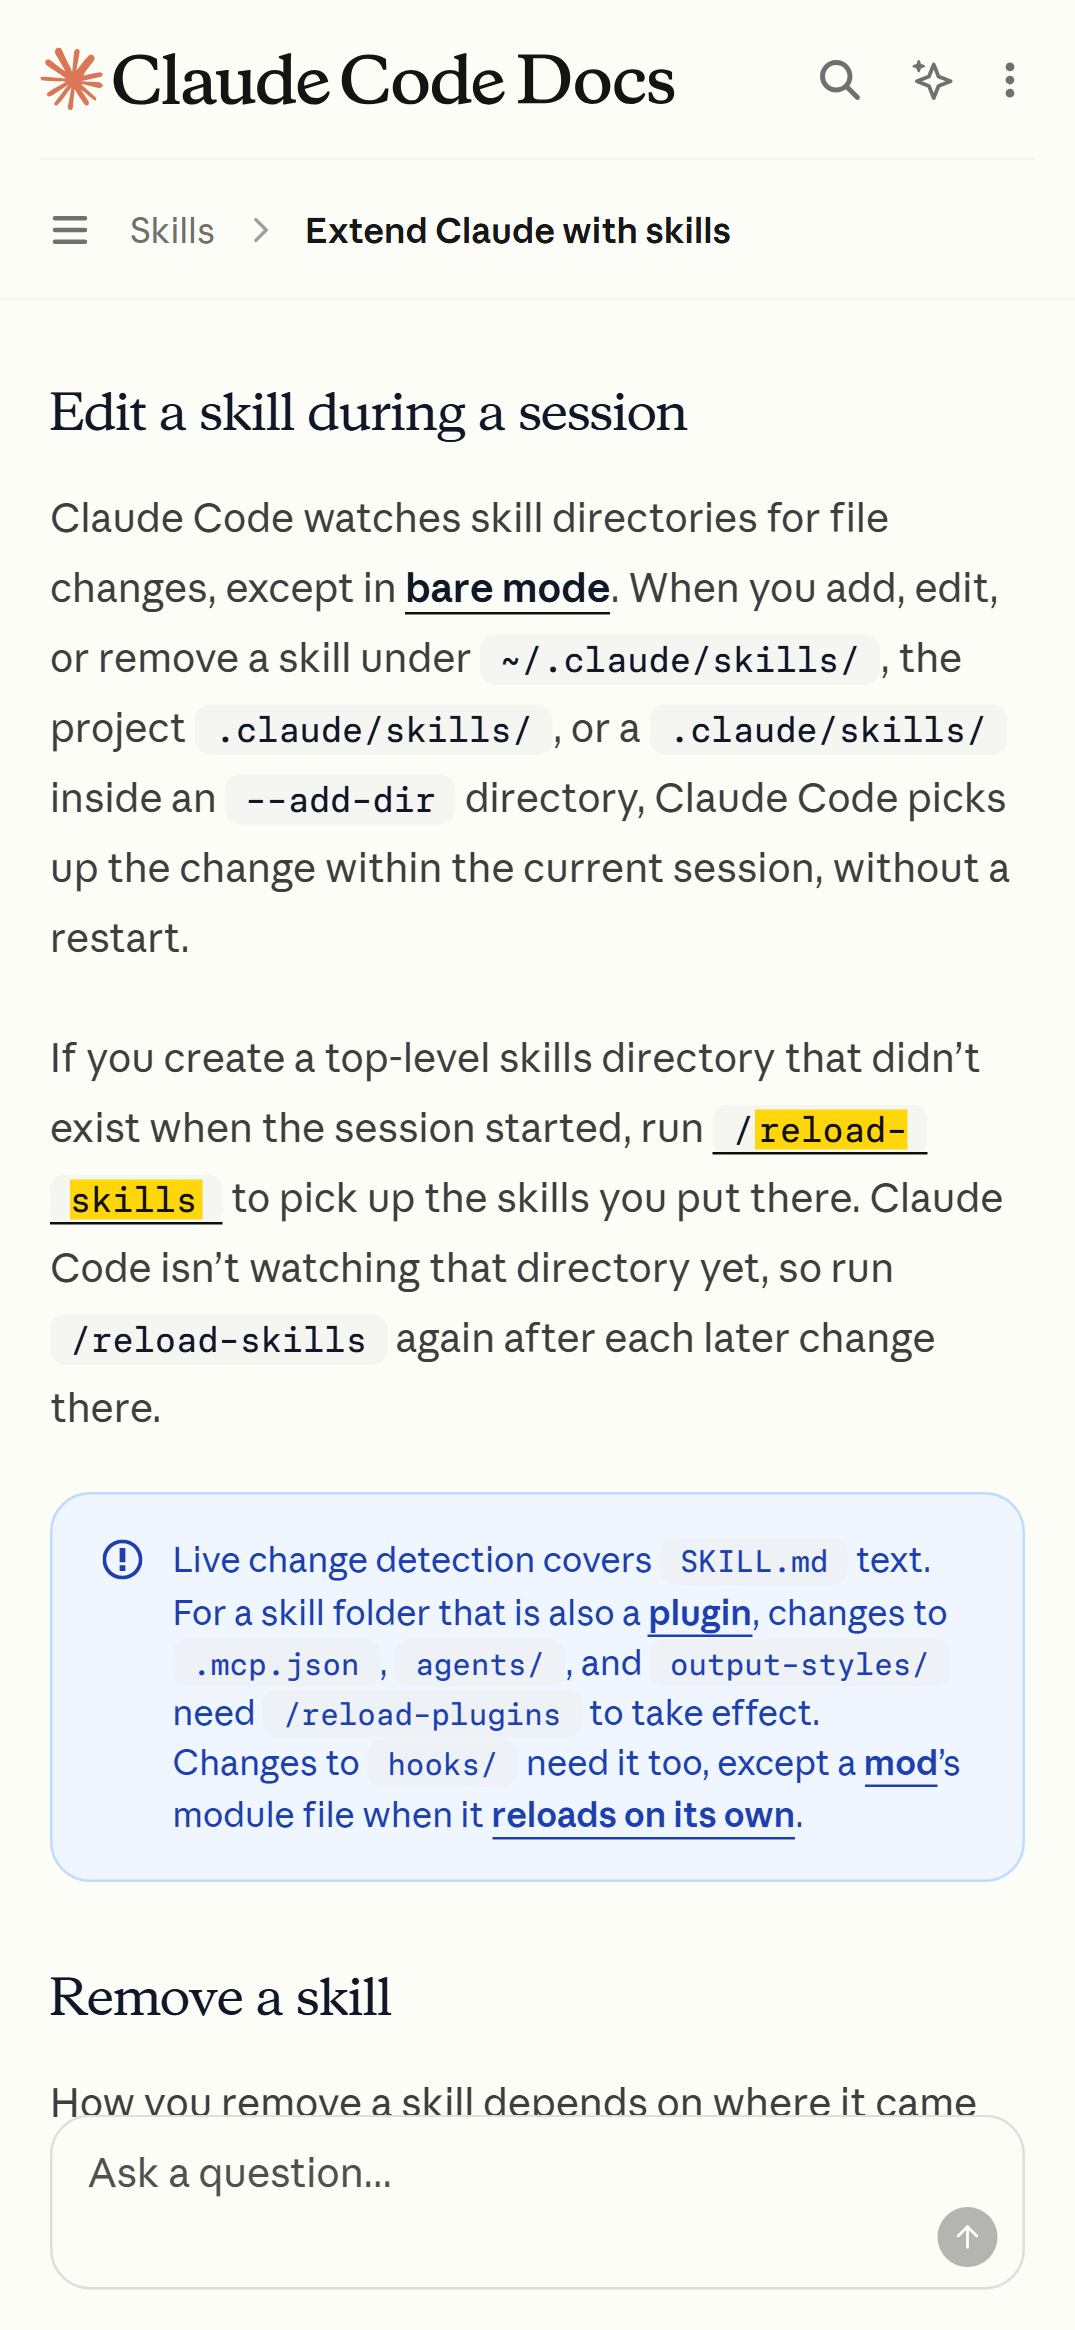 Claude Code Docs
Skills > Extend Claude with skills
Edit a skill during a session
Claude Code watches skill directories for file
changes, except in bare mode. When you add, edit,
or remove a skill under ~/.claude/skills/, the
project .claude/skills/, or a .claude/skills/
inside an --add-dir directory, Claude Code picks
up the change within the current session, without a
restart.
If you create a top-level skills directory that didn’t
exist when the session started, run /reload-
skills to pick up the skills you put there. Claude
Code isn’t watching that directory yet, so run
/reload-skills again after each later change
there.
Live change detection covers SKILL.md text.
For a skill folder that is also a plugin, changes to
.mcp.json, agents/, and output-styles/
need /reload-plugins to take effect.
Changes to hooks/ need it too, except a mod’s
module file when it reloads on its own.
Remove a skill
How you remove a skill depends on where it came
Ask a question...